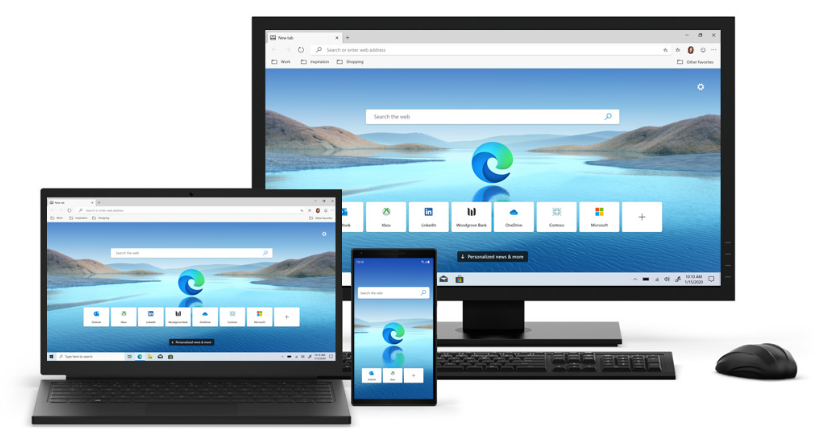 New tab
Search or enter web address
Work Inspiration Shopping Other Favorites
Search the web
Xbox LinkedIn Woodgrove Bank OneDrive Contoso Microsoft
Personalized news & more
10:10 AM
1/11/2020
New tab
Search or enter web address
Work Inspiration Shopping Other Favorites
Search the web
Outlook Xbox LinkedIn Woodgrove Bank OneDrive Contoso Microsoft
Personalized news & more
Type here to search
Search the web